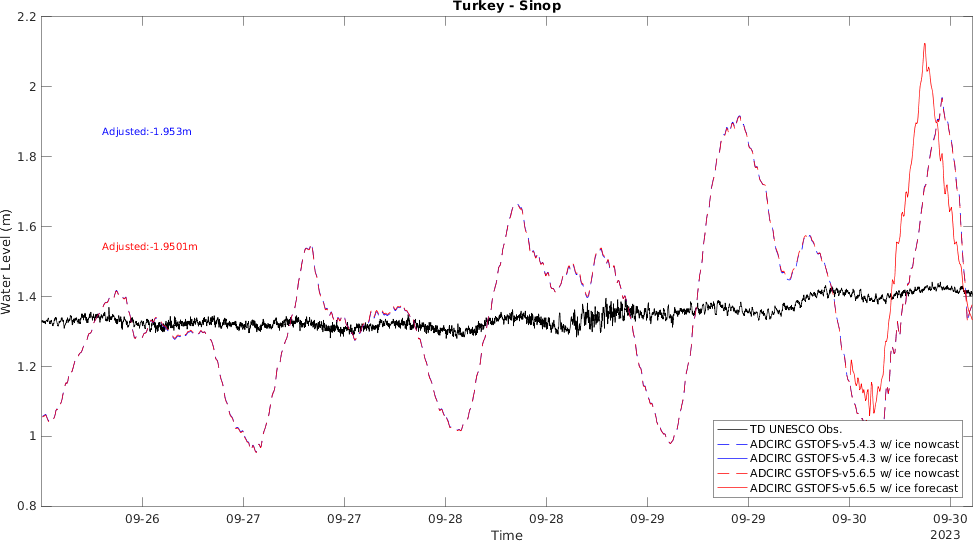 Turkey - Sinop
2.2
2
1.8
1.6
1.4
1.2
1
0.8
Water Level (m)
Adjusted:-1.953m
Adjusted:-1.9501m
TD UNESCO Obs.
ADCIRC GSTOFS-v5.4.3 w/ ice nowcast
ADCIRC GSTOFS-v5.4.3 w/ ice forecast
ADCIRC GSTOFS-v5.6.5 w/ ice nowcast
ADCIRC GSTOFS-v5.6.5 w/ ice forecast
09-26 09-27 09-27 09-28 09-28 09-29 09-29 09-30 09-30
2023
Time